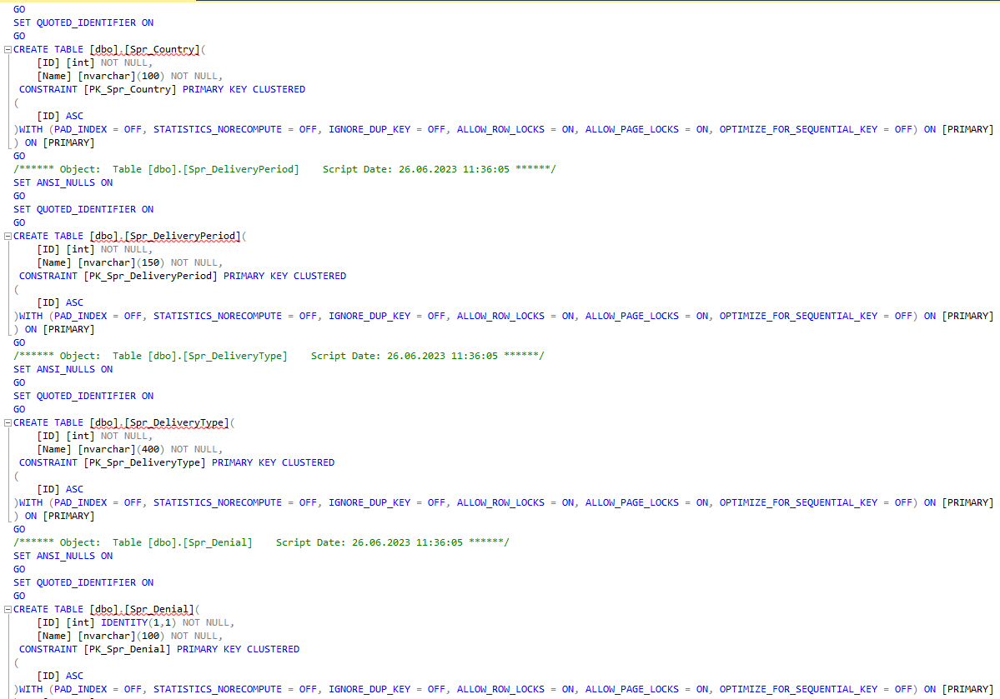 GO
SET QUOTED_IDENTIFIER ON
GO
CREATE TABLE [dbo].[Spr_Country](
[ID] [int] NOT NULL,
[Name] [nvarchar](100) NOT NULL,
CONSTRAINT [PK_Spr_Country] PRIMARY KEY CLUSTERED
(
[ID] ASC
)WITH (PAD_INDEX = OFF, STATISTICS_NORECOMPUTE = OFF, IGNORE_DUP_KEY = OFF, ALLOW_ROW_LOCKS = ON, ALLOW_PAGE_LOCKS = ON, OPTIMIZE_FOR_SEQUENTIAL_KEY = OFF) ON [PRIMARY]
) ON [PRIMARY]
GO
/****** Object:  Table [dbo].[Spr_DeliveryPeriod]    Script Date: 26.06.2023 11:36:05 ******/
SET ANSI_NULLS ON
GO
SET QUOTED_IDENTIFIER ON
GO
CREATE TABLE [dbo].[Spr_DeliveryPeriod](
[ID] [int] NOT NULL,
[Name] [nvarchar](150) NOT NULL,
CONSTRAINT [PK_Spr_DeliveryPeriod] PRIMARY KEY CLUSTERED
(
[ID] ASC
)WITH (PAD_INDEX = OFF, STATISTICS_NORECOMPUTE = OFF, IGNORE_DUP_KEY = OFF, ALLOW_ROW_LOCKS = ON, ALLOW_PAGE_LOCKS = ON, OPTIMIZE_FOR_SEQUENTIAL_KEY = OFF) ON [PRIMARY]
) ON [PRIMARY]
GO
/****** Object:  Table [dbo].[Spr_DeliveryType]    Script Date: 26.06.2023 11:36:05 ******/
SET ANSI_NULLS ON
GO
SET QUOTED_IDENTIFIER ON
GO
CREATE TABLE [dbo].[Spr_DeliveryType](
[ID] [int] NOT NULL,
[Name] [nvarchar](400) NOT NULL,
CONSTRAINT [PK_Spr_DeliveryType] PRIMARY KEY CLUSTERED
(
[ID] ASC
)WITH (PAD_INDEX = OFF, STATISTICS_NORECOMPUTE = OFF, IGNORE_DUP_KEY = OFF, ALLOW_ROW_LOCKS = ON, ALLOW_PAGE_LOCKS = ON, OPTIMIZE_FOR_SEQUENTIAL_KEY = OFF) ON [PRIMARY]
) ON [PRIMARY]
GO
/****** Object:  Table [dbo].[Spr_Denial]    Script Date: 26.06.2023 11:36:05 ******/
SET ANSI_NULLS ON
GO
SET QUOTED_IDENTIFIER ON
GO
CREATE TABLE [dbo].[Spr_Denial](
[ID] [int] IDENTITY(1,1) NOT NULL,
[Name] [nvarchar](100) NOT NULL,
CONSTRAINT [PK_Spr_Denial] PRIMARY KEY CLUSTERED
(
[ID] ASC
)WITH (PAD_INDEX = OFF, STATISTICS_NORECOMPUTE = OFF, IGNORE_DUP_KEY = OFF, ALLOW_ROW_LOCKS = ON, ALLOW_PAGE_LOCKS = ON, OPTIMIZE_FOR_SEQUENTIAL_KEY = OFF) ON [PRIMARY]